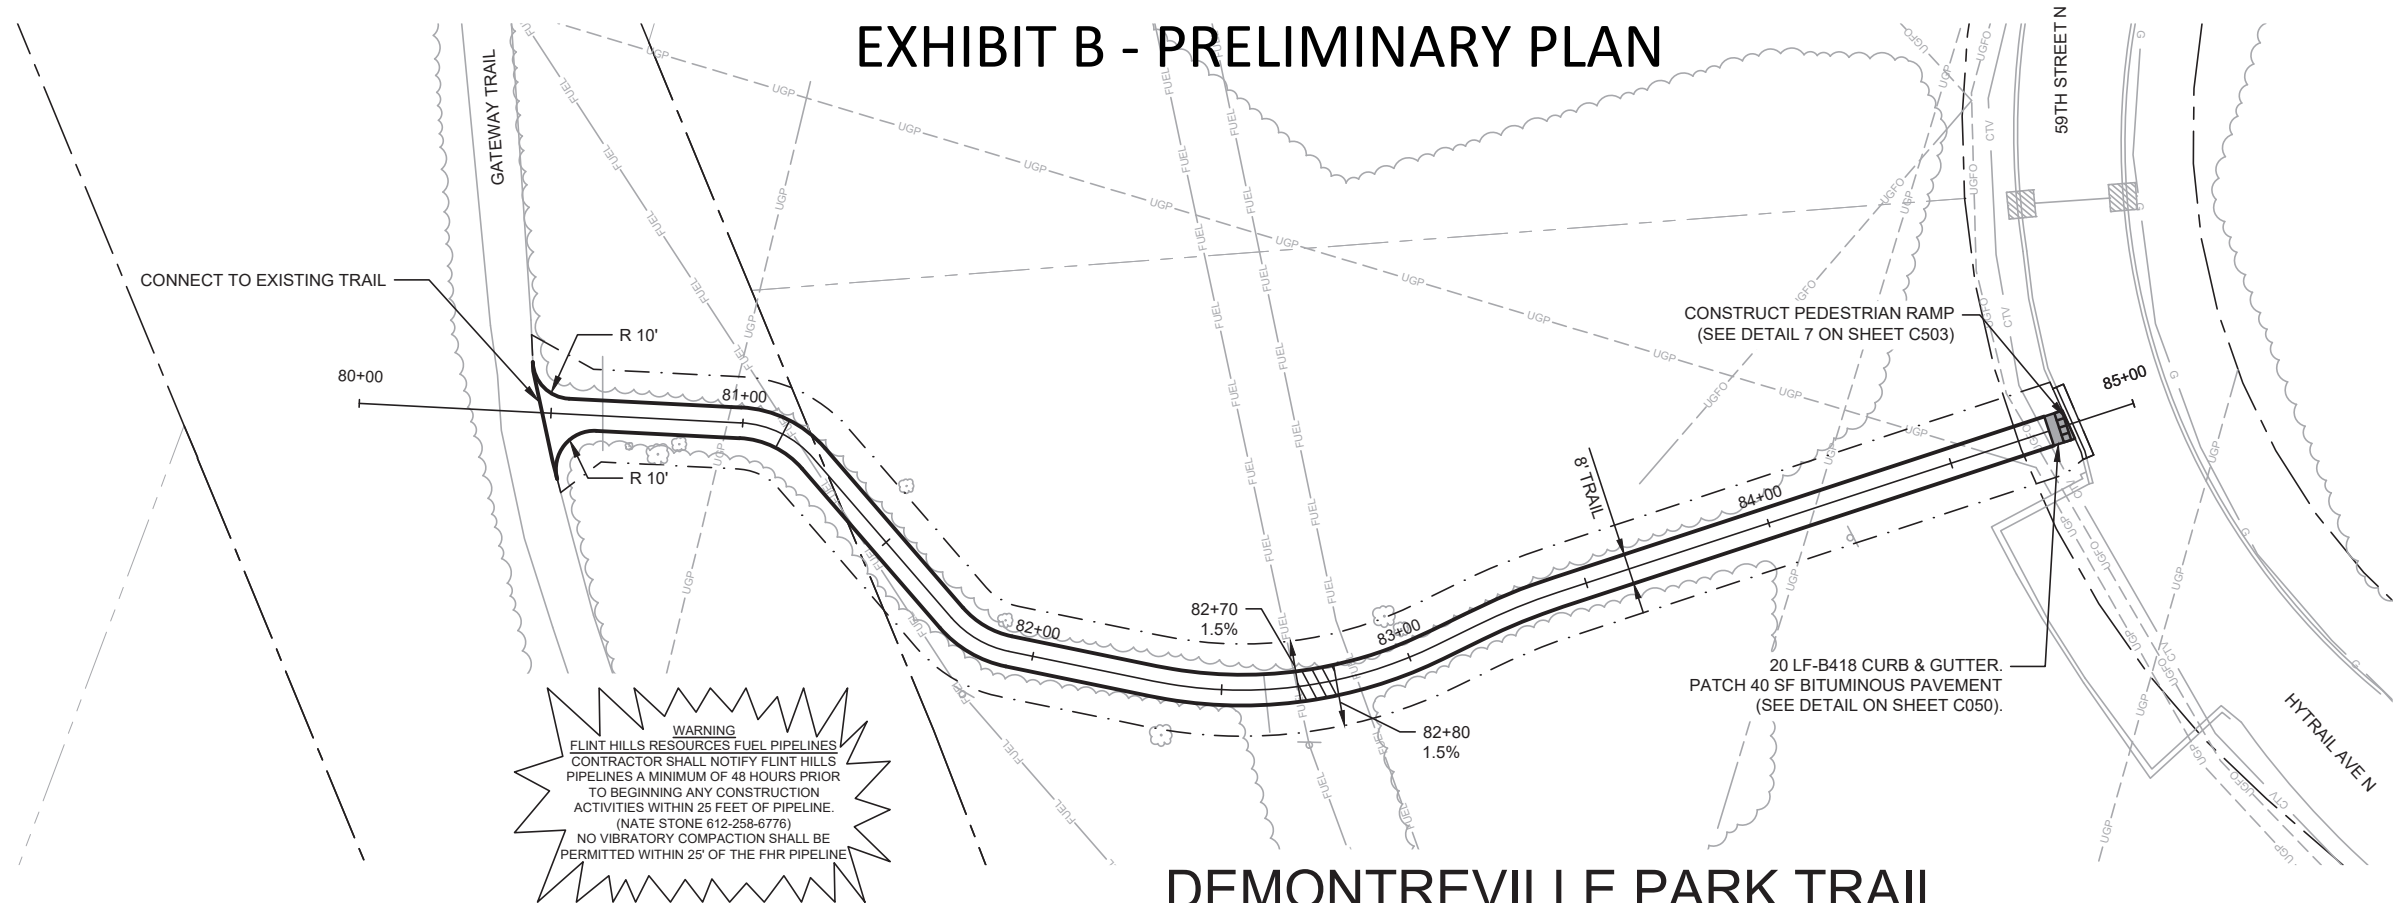 EXHIBIT B - PRELIMINARY PLAN
GATEWAY TRAIL
59TH STREET N
CONNECT TO EXISTING TRAIL
R 10'
80+00
81+00
R 10'
CONSTRUCT PEDESTRIAN RAMP
(SEE DETAIL 7 ON SHEET C503)
85+00
8' TRAIL
84+00
82+00
82+70
1.5%
83+00
82+80
1.5%
20 LF-B418 CURB & GUTTER.
PATCH 40 SF BITUMINOUS PAVEMENT
(SEE DETAIL ON SHEET C050).
HYTRAIL AVE N
WARNING
FLINT HILLS RESOURCES FUEL PIPELINES
CONTRACTOR SHALL NOTIFY FLINT HILLS
PIPELINES A MINIMUM OF 48 HOURS PRIOR
TO BEGINNING ANY CONSTRUCTION
ACTIVITIES WITHIN 25 FEET OF PIPELINE.
(NATE STONE 612-258-6776)
NO VIBRATORY COMPACTION SHALL BE
PERMITTED WITHIN 25' OF THE FHR PIPELINE
DEMONTREVILLE PARK TRAIL
UGP
FUEL
UGFO
CTV
G